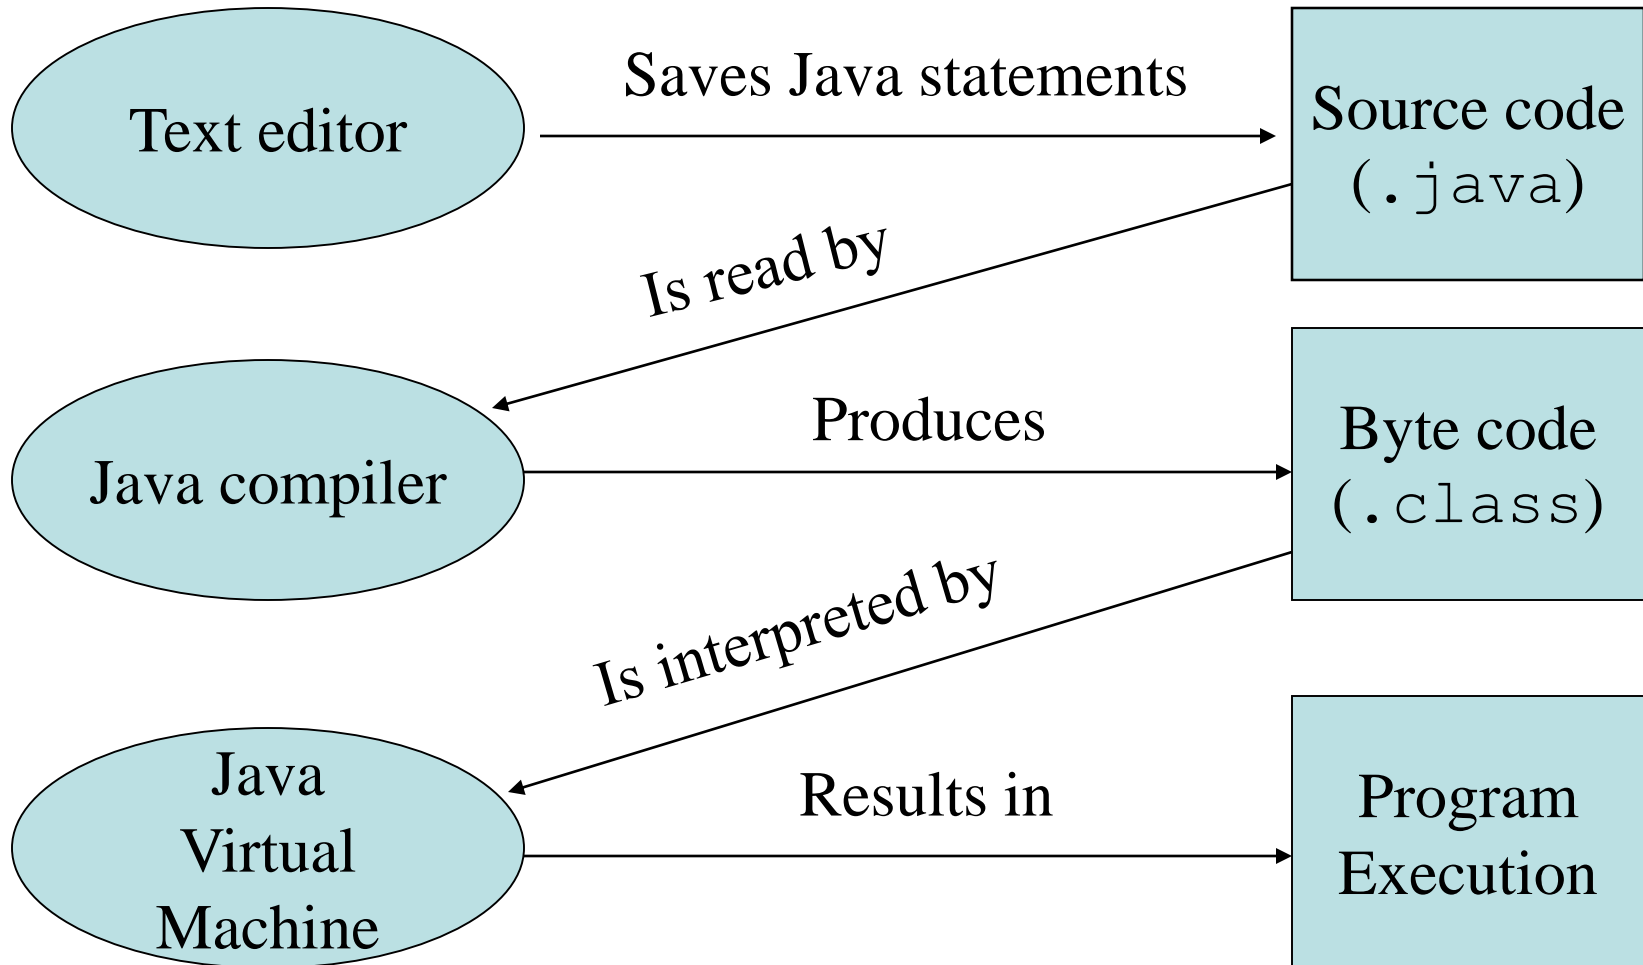 Text editor
Saves Java statements
Source code
(.java)
Is read by
Java compiler
Produces
Byte code
(.class)
Is interpreted by
Java
Virtual
Machine
Results in
Program
Execution